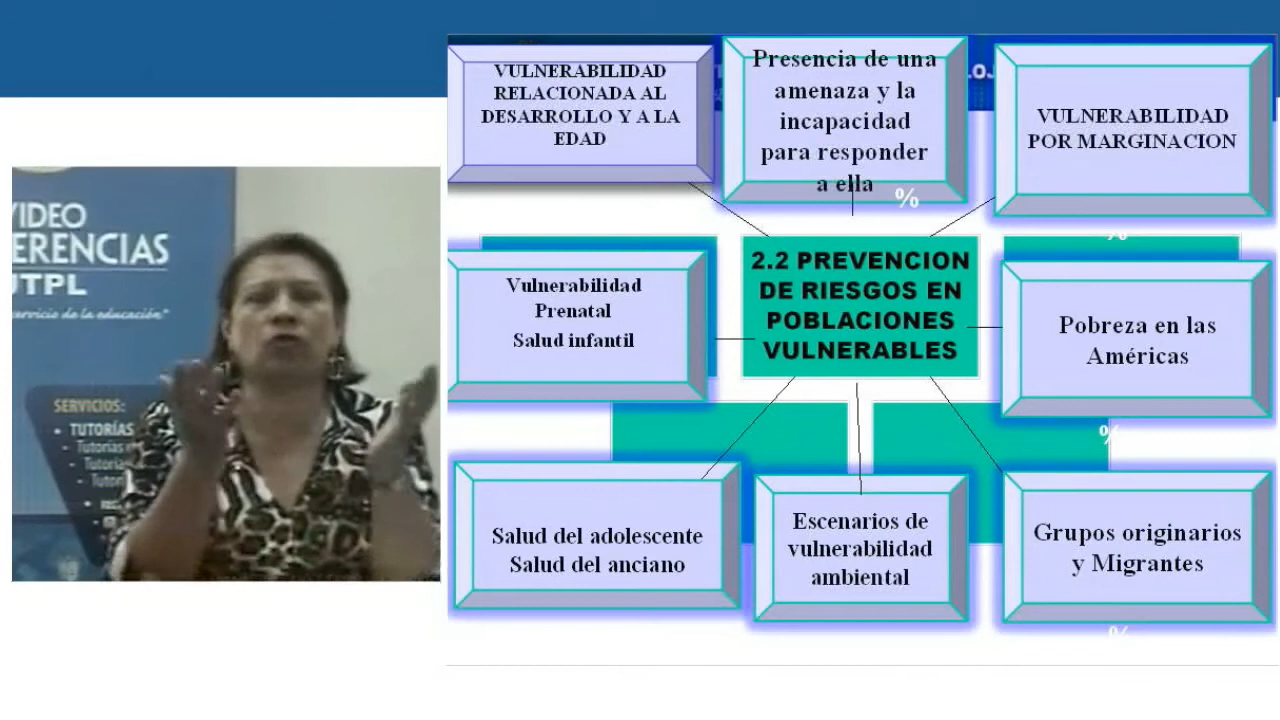 VIDEO
ERENCIAS
UTPL
servicio de la educación"
SERVICIOS:
• TUTORÍAS
- Tutorias
VULNERABILIDAD
RELACIONADA AL
DESARROLLO Y A LA
EDAD
Presencia de una
amenaza y la
incapacidad
para responder
a ella
%
VULNERABILIDAD
POR MARGINACION
%
Vulnerabilidad
Prenatal
Salud infantil
2.2 PREVENCION
DE RIESGOS EN
POBLACIONES
VULNERABLES
Pobreza en las
Américas
%
Salud del adolescente
Salud del anciano
Escenarios de
vulnerabilidad
ambiental
Grupos originarios
y Migrantes
%